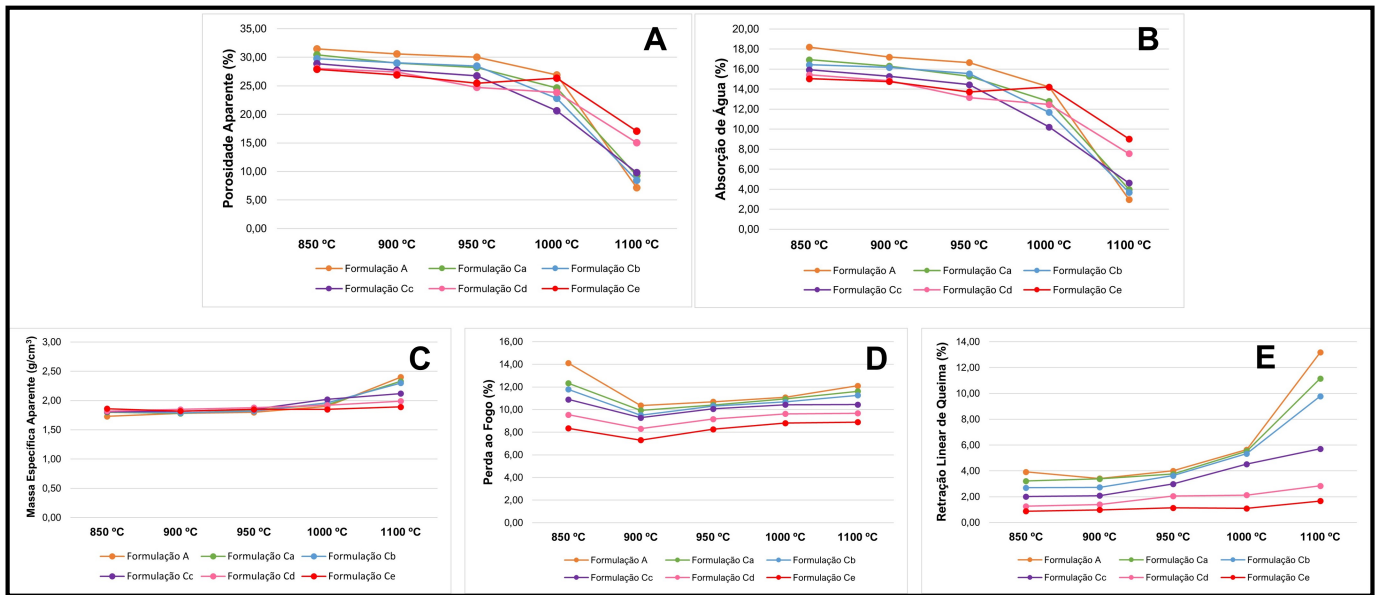 A
Porosidade Aparente (%)
35,00
30,00
25,00
20,00
15,00
10,00
5,00
0,00
850 ºC 900 ºC 950 ºC 1000 ºC 1100 ºC
Formulação A Formulação Ca Formulação Cb
Formulação Cc Formulação Cd Formulação Ce
B
Absorção de Água (%)
20,00
18,00
16,00
14,00
12,00
10,00
8,00
6,00
4,00
2,00
0,00
850 ºC 900 ºC 950 ºC 1000 ºC 1100 ºC
Formulação A Formulação Ca Formulação Cb
Formulação Cc Formulação Cd Formulação Ce
C
Massa Específica Aparente (g/cm³)
3,00
2,50
2,00
1,50
1,00
0,50
0,00
850 ºC 900 ºC 950 ºC 1000 ºC 1100 ºC
Formulação A Formulação Ca Formulação Cb
Formulação Cc Formulação Cd Formulação Ce
D
Perda ao Fogo (%)
16,00
14,00
12,00
10,00
8,00
6,00
4,00
2,00
0,00
850 ºC 900 ºC 950 ºC 1000 ºC 1100 ºC
Formulação A Formulação Ca Formulação Cb
Formulação Cc Formulação Cd Formulação Ce
E
Retração Linear de Queima (%)
14,00
12,00
10,00
8,00
6,00
4,00
2,00
0,00
850 ºC 900 ºC 950 ºC 1000 ºC 1100 ºC
Formulação A Formulação Ca Formulação Cb
Formulação Cc Formulação Cd Formulação Ce